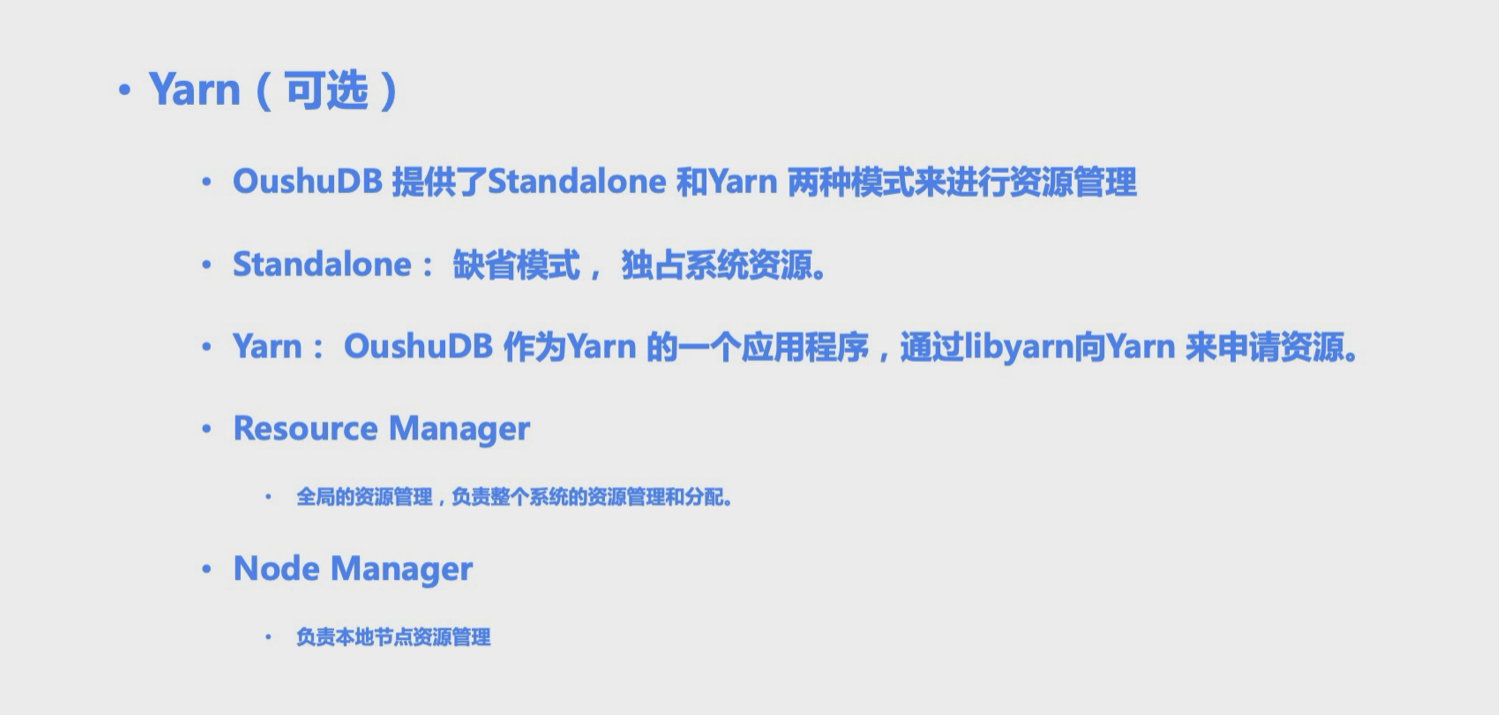 • Yarn（可选）
• OushuDB 提供了Standalone 和Yarn 两种模式来进行资源管理
• Standalone： 缺省模式， 独占系统资源。
• Yarn： OushuDB 作为Yarn 的一个应用程序，通过libyarn向Yarn 来申请资源。
• Resource Manager
• 全局的资源管理，负责整个系统的资源管理和分配。
• Node Manager
• 负责本地节点资源管理